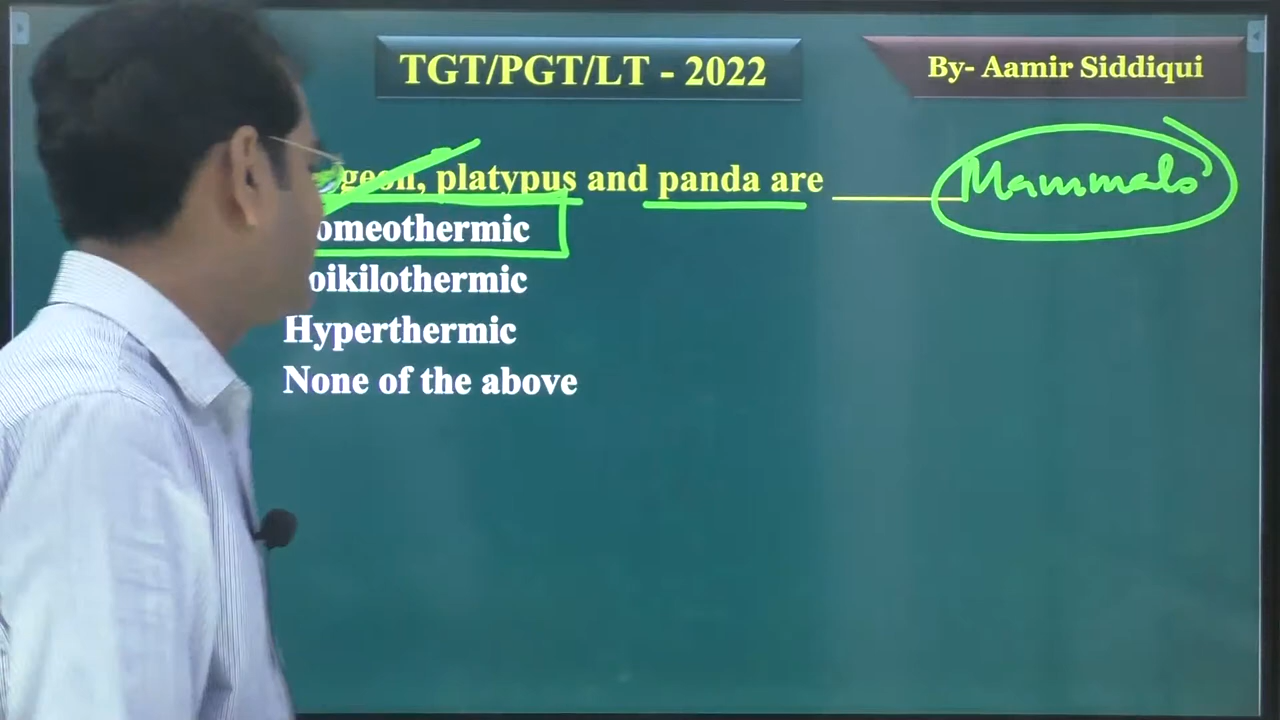 TGT/PGT/LT - 2022
By- Aamir Siddiqui
platypus and panda are
Mammals
omeothermic
oikilothermic
Hyperthermic
None of the above